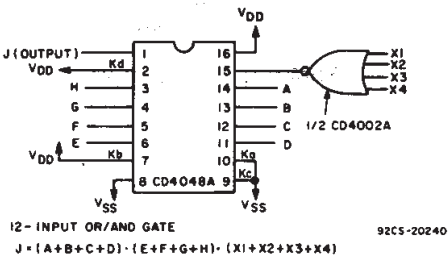 VDD
J (OUTPUT) 1 16
VDD Kd 2 15 X1
X2
X3
X4
H 3 14 A
G 4 13 B 1/2 CD4002A
F 5 12 C
E 6 11 D
VDD Kb 7 10 Ka
8 CD4048A 9 Kc
VSS VSS
12-INPUT OR/AND GATE 92CS-20240
J = (A+B+C+D)·(E+F+G+H)·(X1+X2+X3+X4)